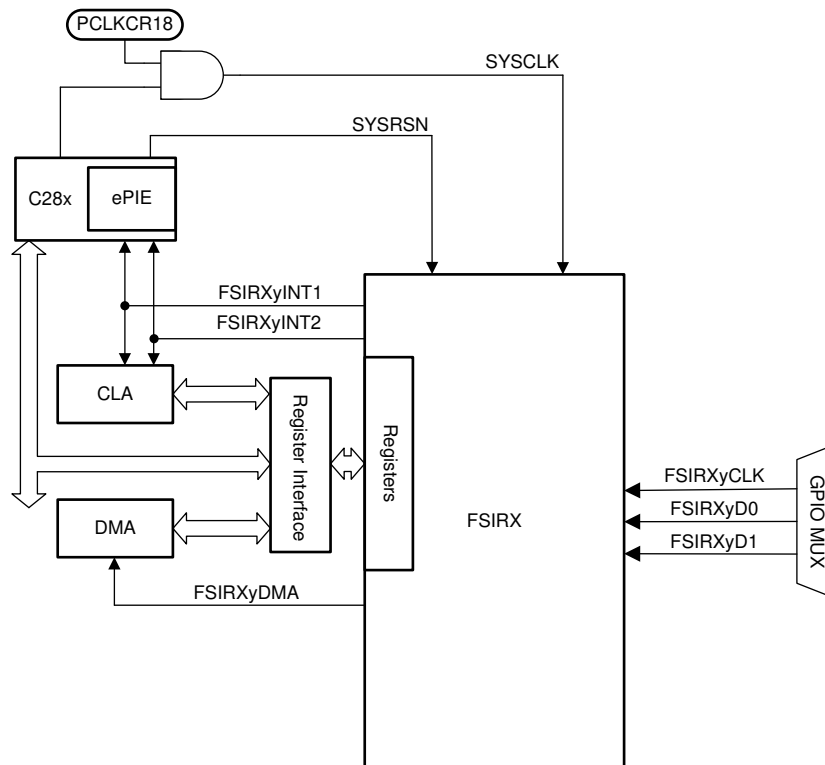 PCLKCR18
SYSCLK
SYSRSN
C28x
ePIE
FSIRXyINT1
FSIRXyINT2
CLA
Register Interface
Registers
FSIRXyCLK
FSIRXyD0
FSIRXyD1
GPIO MUX
FSIRX
DMA
FSIRXyDMA